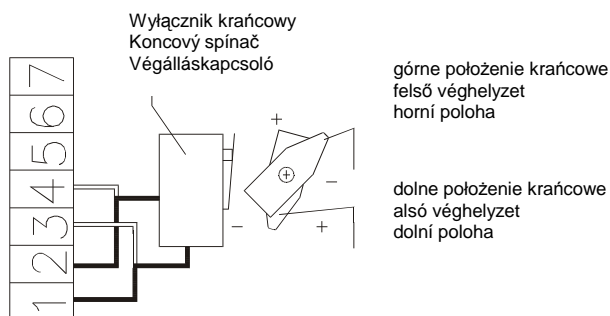 Wyłącznik krańcowy
Koncový spínač
Végálláskapcsoló
górne położenie krańcowe
felső véghelyzet
horní poloha
dolne położenie krańcowe
alsó véghelyzet
dolní poloha
7
6
5
4
3
2
1
+
-
-
+